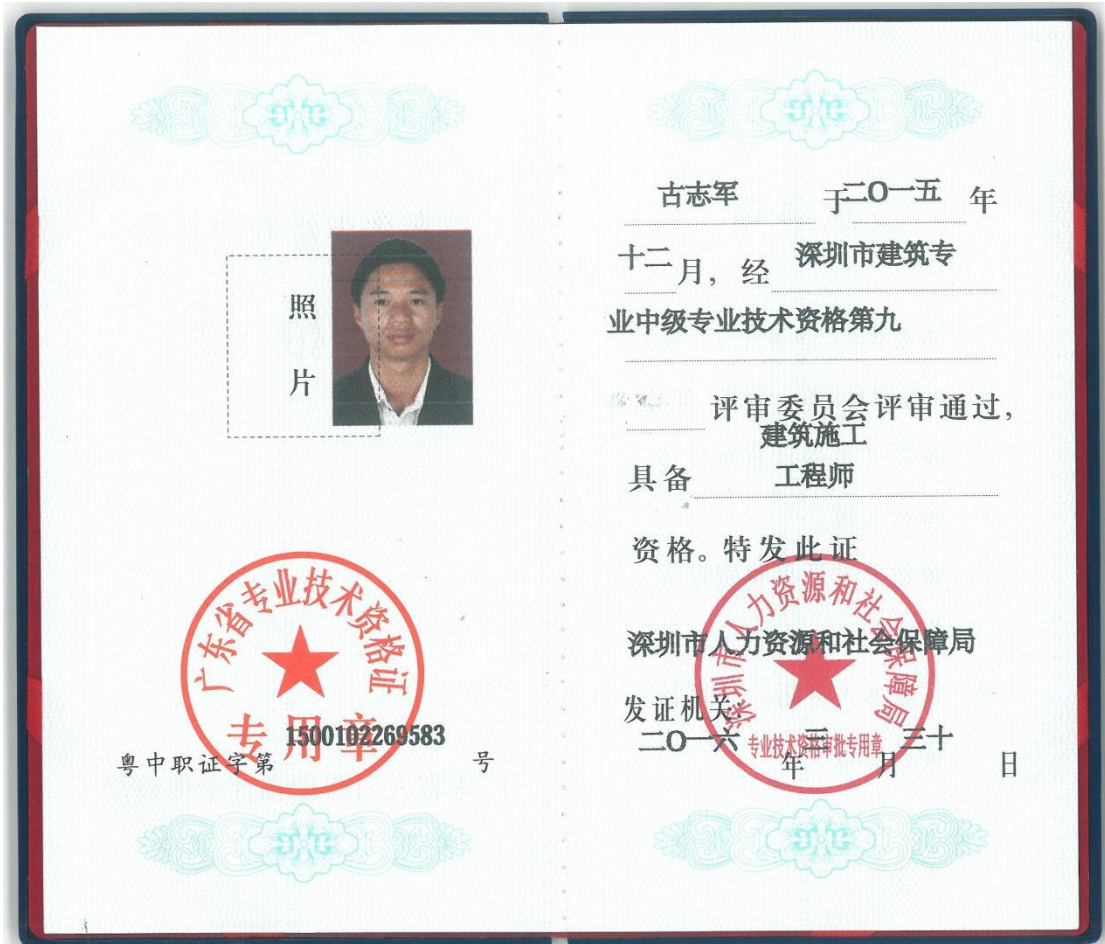 照
片
广东省专业技术资格证
专用章
粤中职证字第 1500102269583 号
古志军 于二〇一五 年
十二月，经 深圳市建筑专
业中级专业技术资格第九
评审委员会评审通过，
建筑施工
具备 工程师
资格。特发此证
深圳市人力资源和社会保障局
发证机关：
二〇一六 年 三 月 三十 日
深圳市人力资源和社会保障局
专业技术资格审批专用章